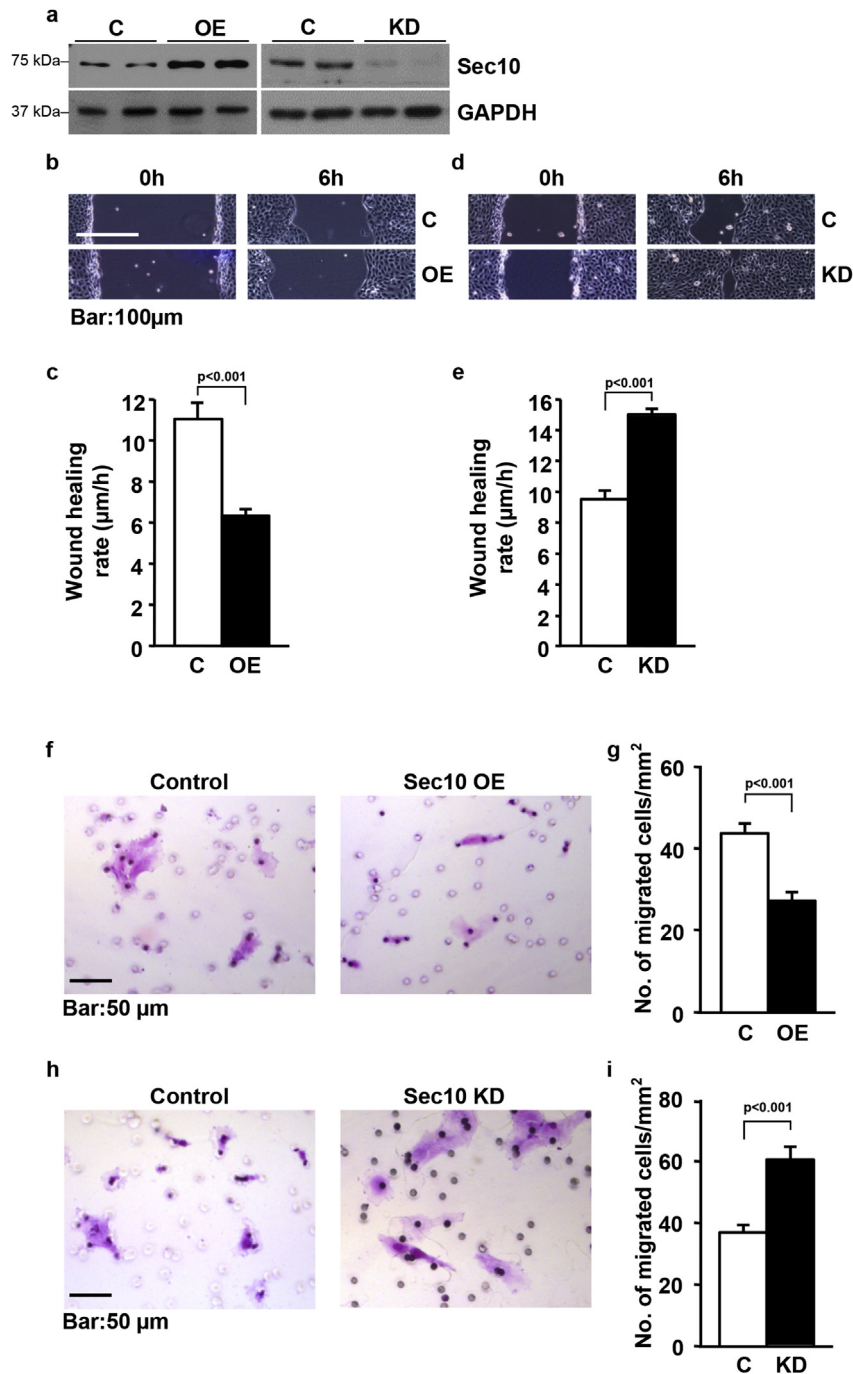 a
C OE C KD
75 kDa Sec10
37 kDa GAPDH
b d
0h 6h 0h 6h
C C
OE KD
Bar:100µm
c e
p<0.001 p<0.001
Wound healing
rate (µm/h)
12
10
8
6
4
2
0
C OE
Wound healing
rate (µm/h)
16
14
12
10
8
6
4
2
0
C KD
f
Control Sec10 OE
Bar:50 µm
g
No. of migrated cells/mm²
60
40
20
0
p<0.001
C OE
h
Control Sec10 KD
Bar:50 µm
i
No. of migrated cells/mm²
80
60
40
20
0
p<0.001
C KD